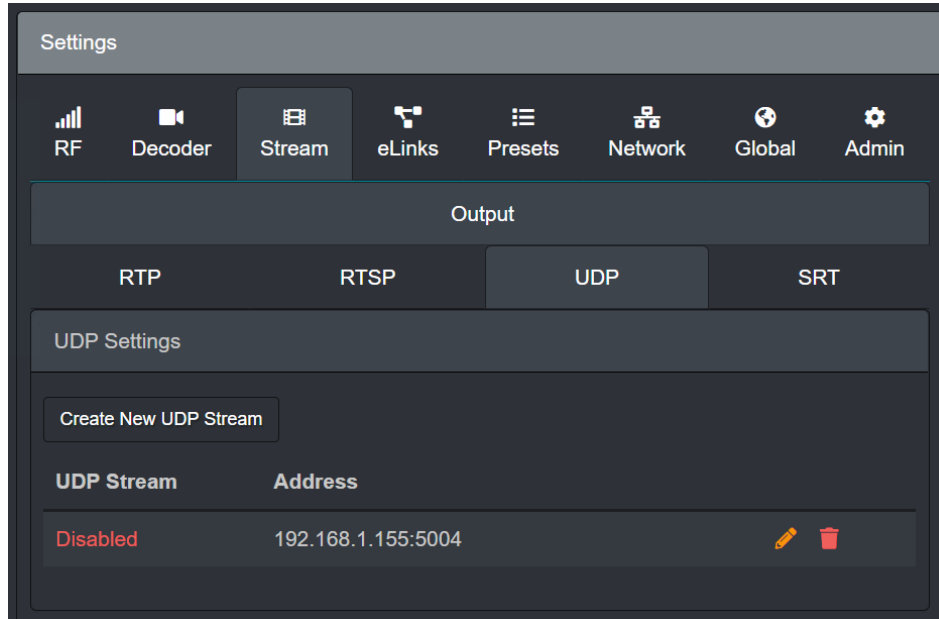 Settings
RF Decoder Stream eLinks Presets Network Global Admin
Output
RTP RTSP UDP SRT
UDP Settings
Create New UDP Stream
UDP Stream Address
Disabled 192.168.1.155:5004